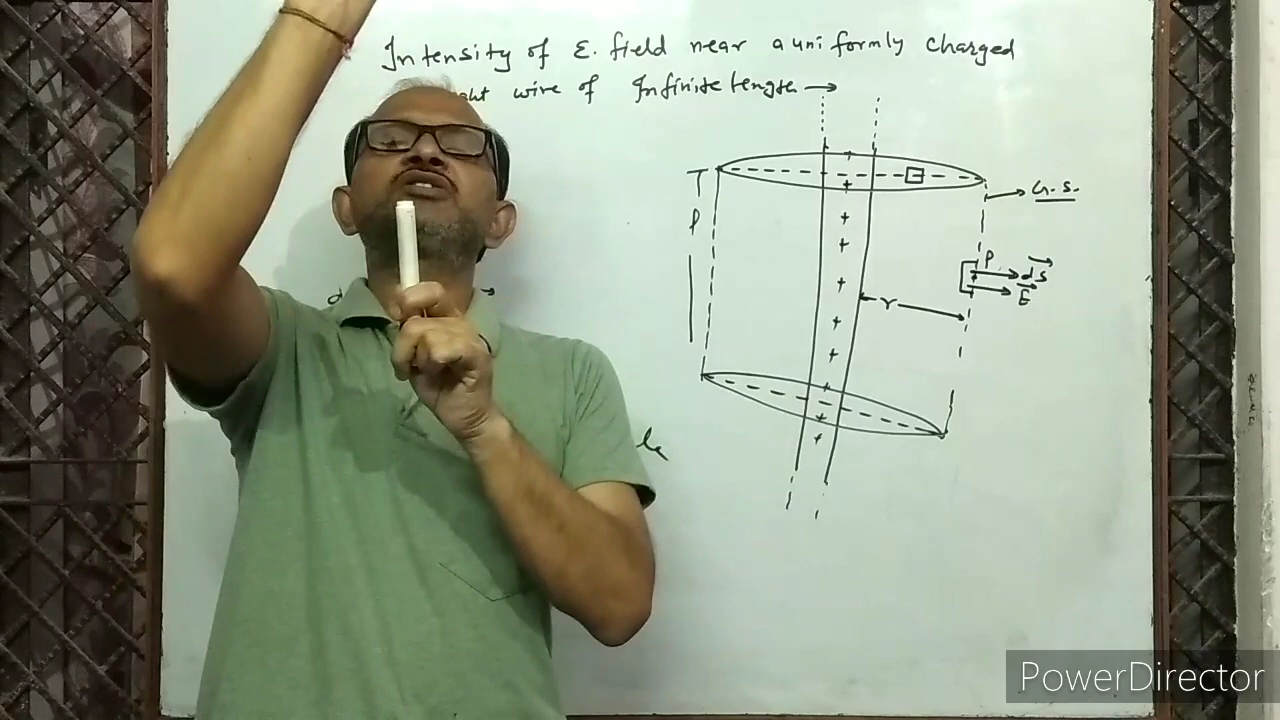 Intensity of E. field near a uniformly charged
wire of Infinite length →
G. S.
l
P
ds
E
r
PowerDirector